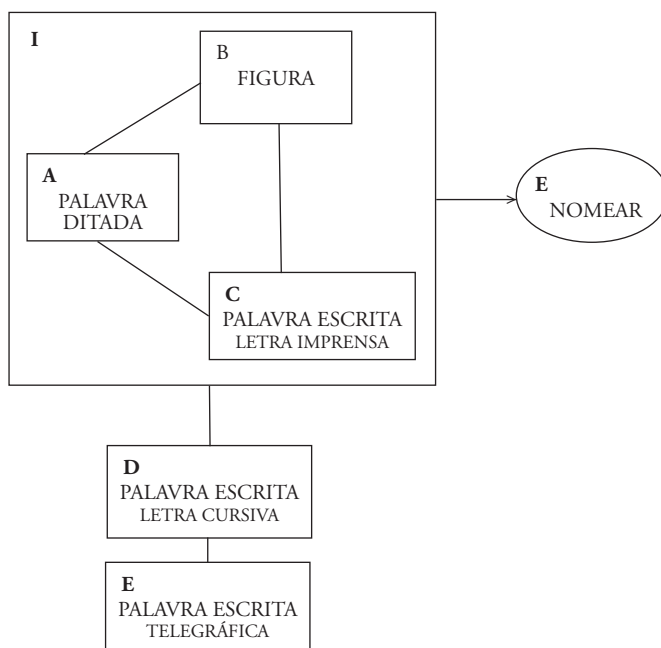 I
B
FIGURA
A
PALAVRA
DITADA
E
NOMEAR
C
PALAVRA ESCRITA
LETRA IMPRENSA
D
PALAVRA ESCRITA
LETRA CURSIVA
E
PALAVRA ESCRITA
TELEGRÁFICA